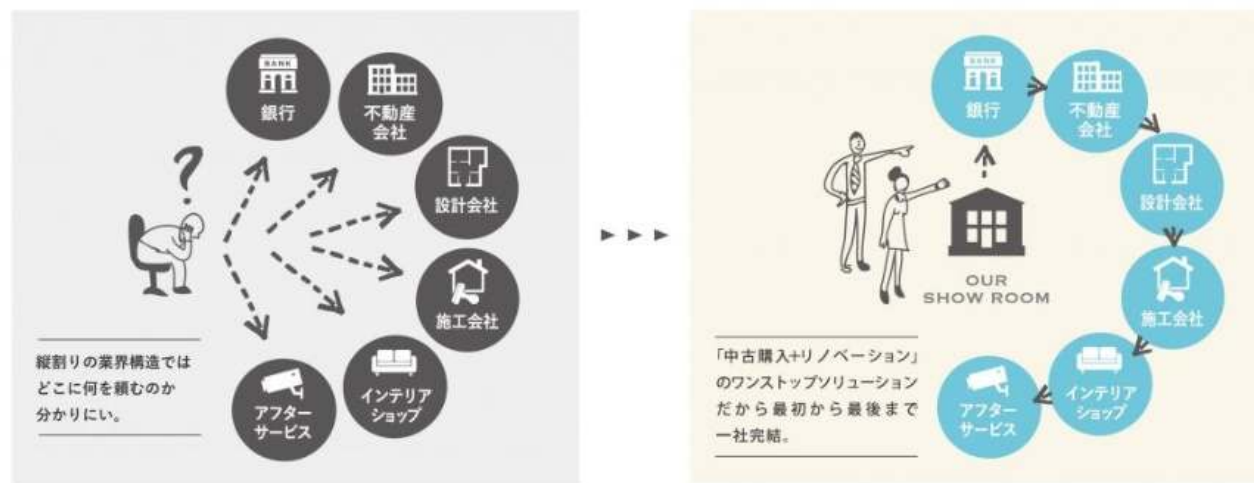 BANK
銀行
不動産
会社
設計会社
施工会社
インテリア
ショップ
アフター
サービス
?
縦割りの業界構造では
どこに何を頼むのか
分かりにい。
BANK
銀行
不動産
会社
設計会社
施工会社
インテリア
ショップ
アフター
サービス
OUR
SHOW ROOM
「中古購入+リノベーション」
のワンストップソリューション
だから最初から最後まで
一社完結。